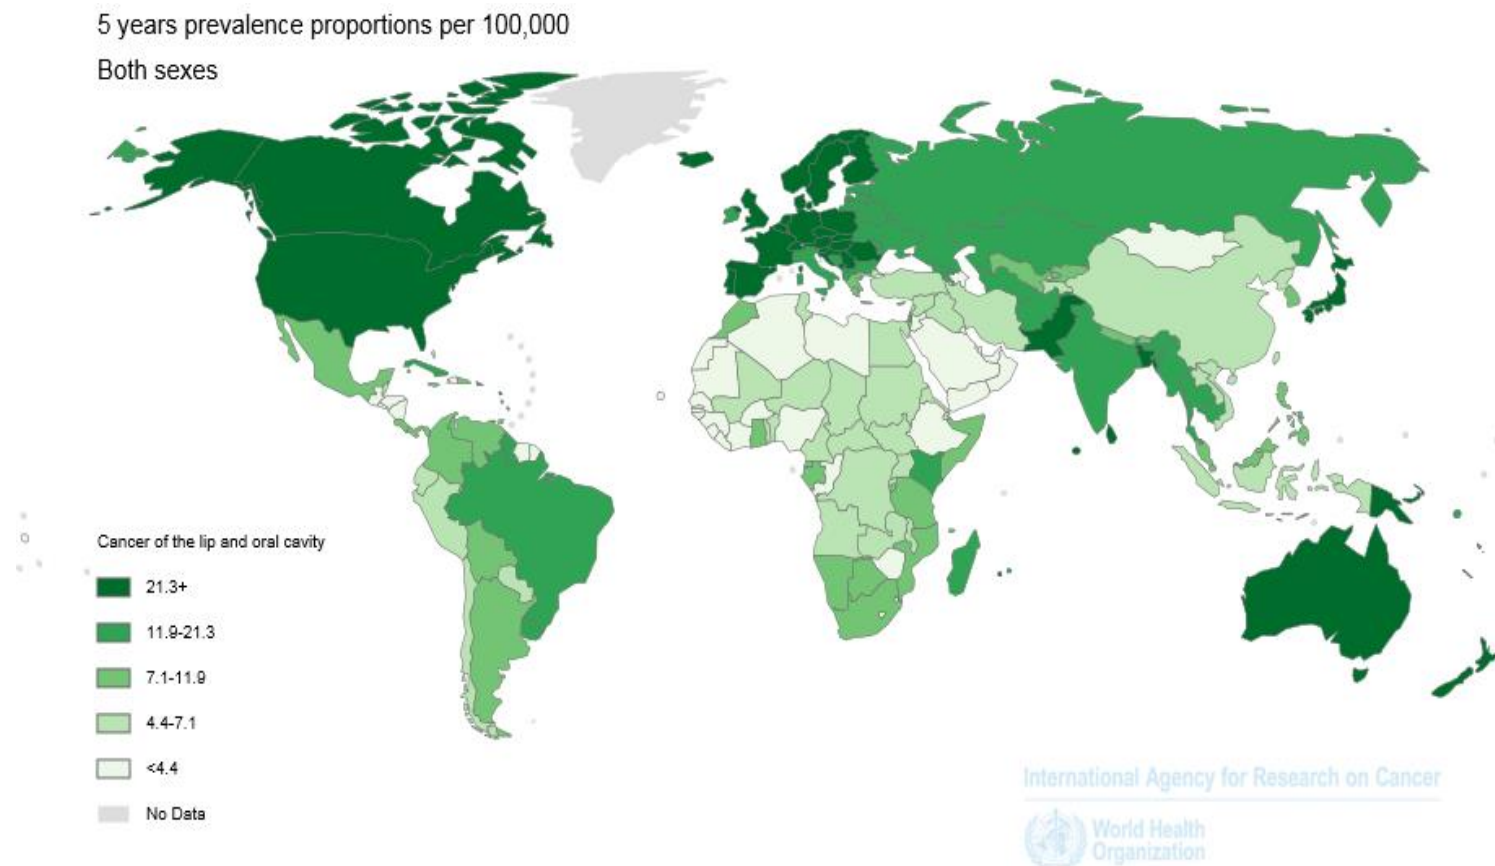 5 years prevalence proportions per 100,000
Both sexes
Cancer of the lip and oral cavity
21.3+
11.9-21.3
7.1-11.9
4.4-7.1
<4.4
No Data
International Agency for Research on Cancer
World Health
Organization